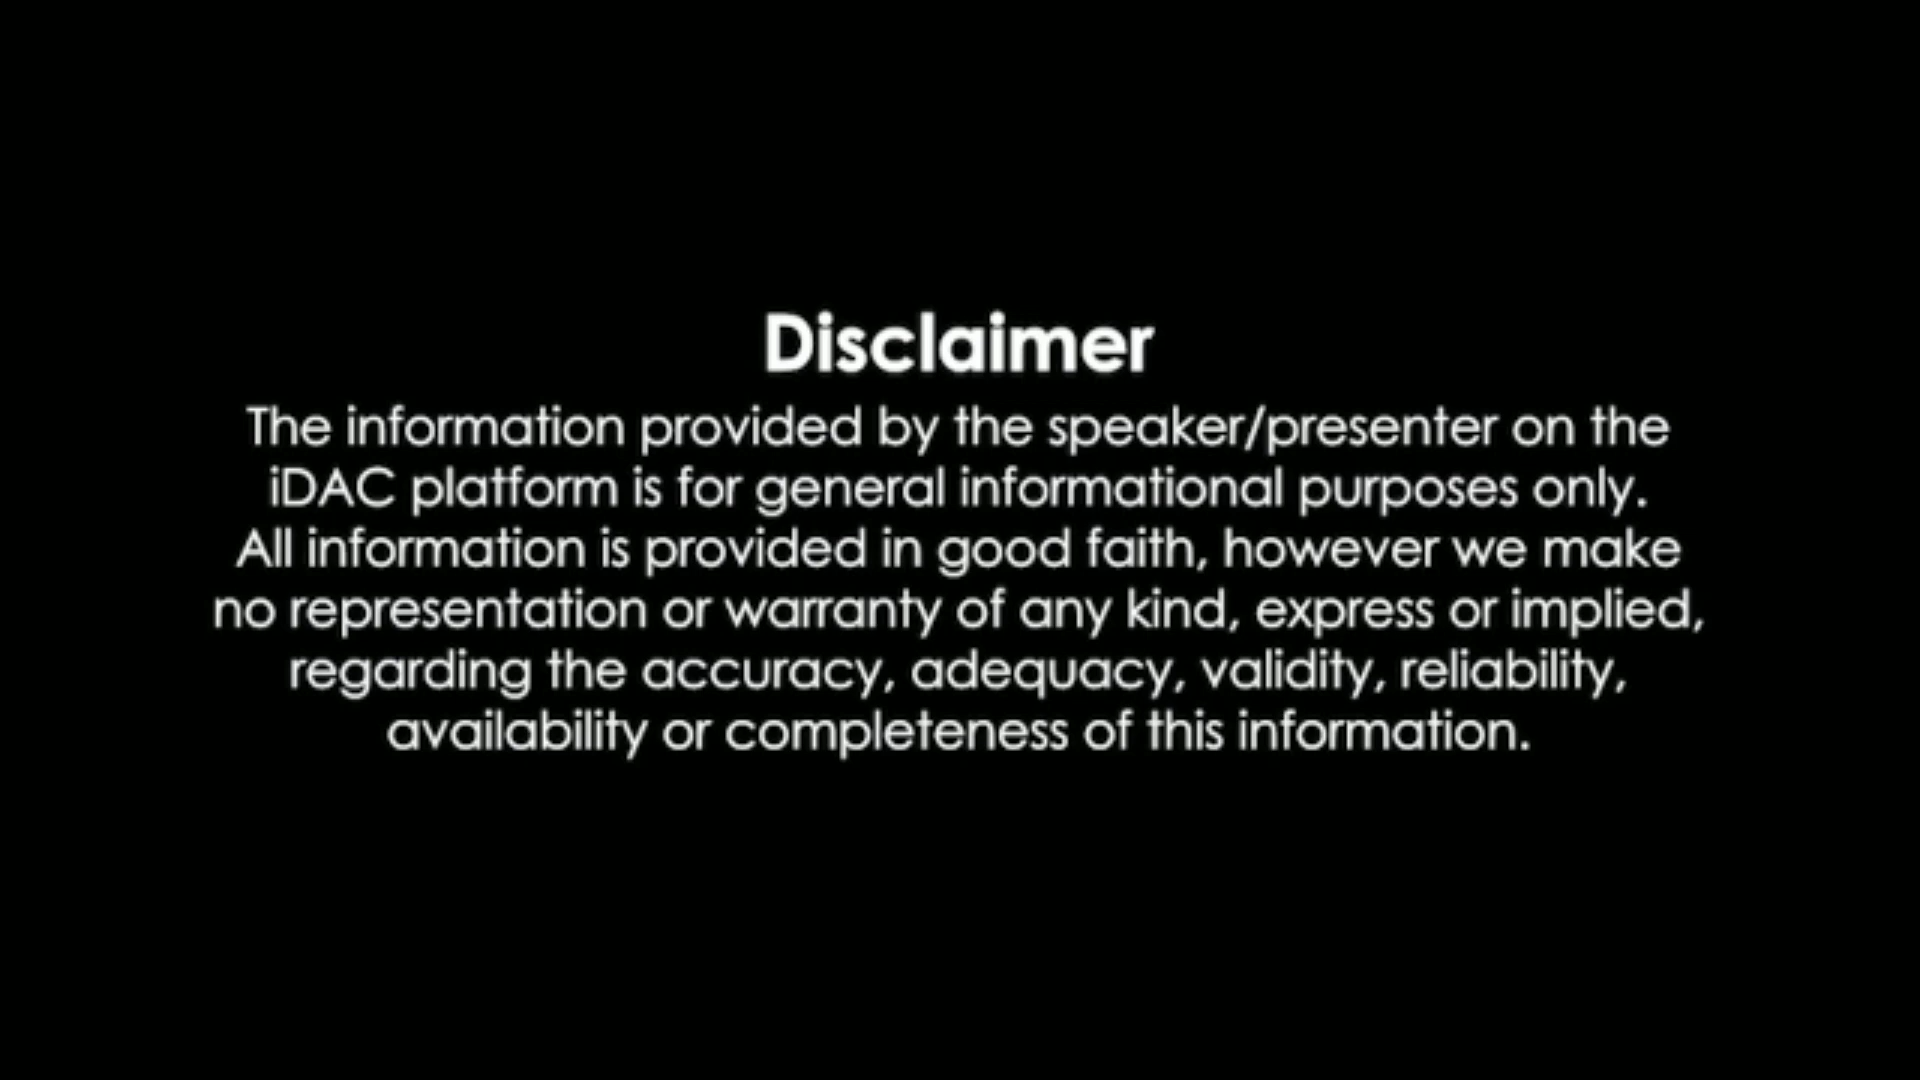 Disclaimer
The information provided by the speaker/presenter on the
iDAC platform is for general informational purposes only.
All information is provided in good faith, however we make
no representation or warranty of any kind, express or implied,
regarding the accuracy, adequacy, validity, reliability,
availability or completeness of this information.